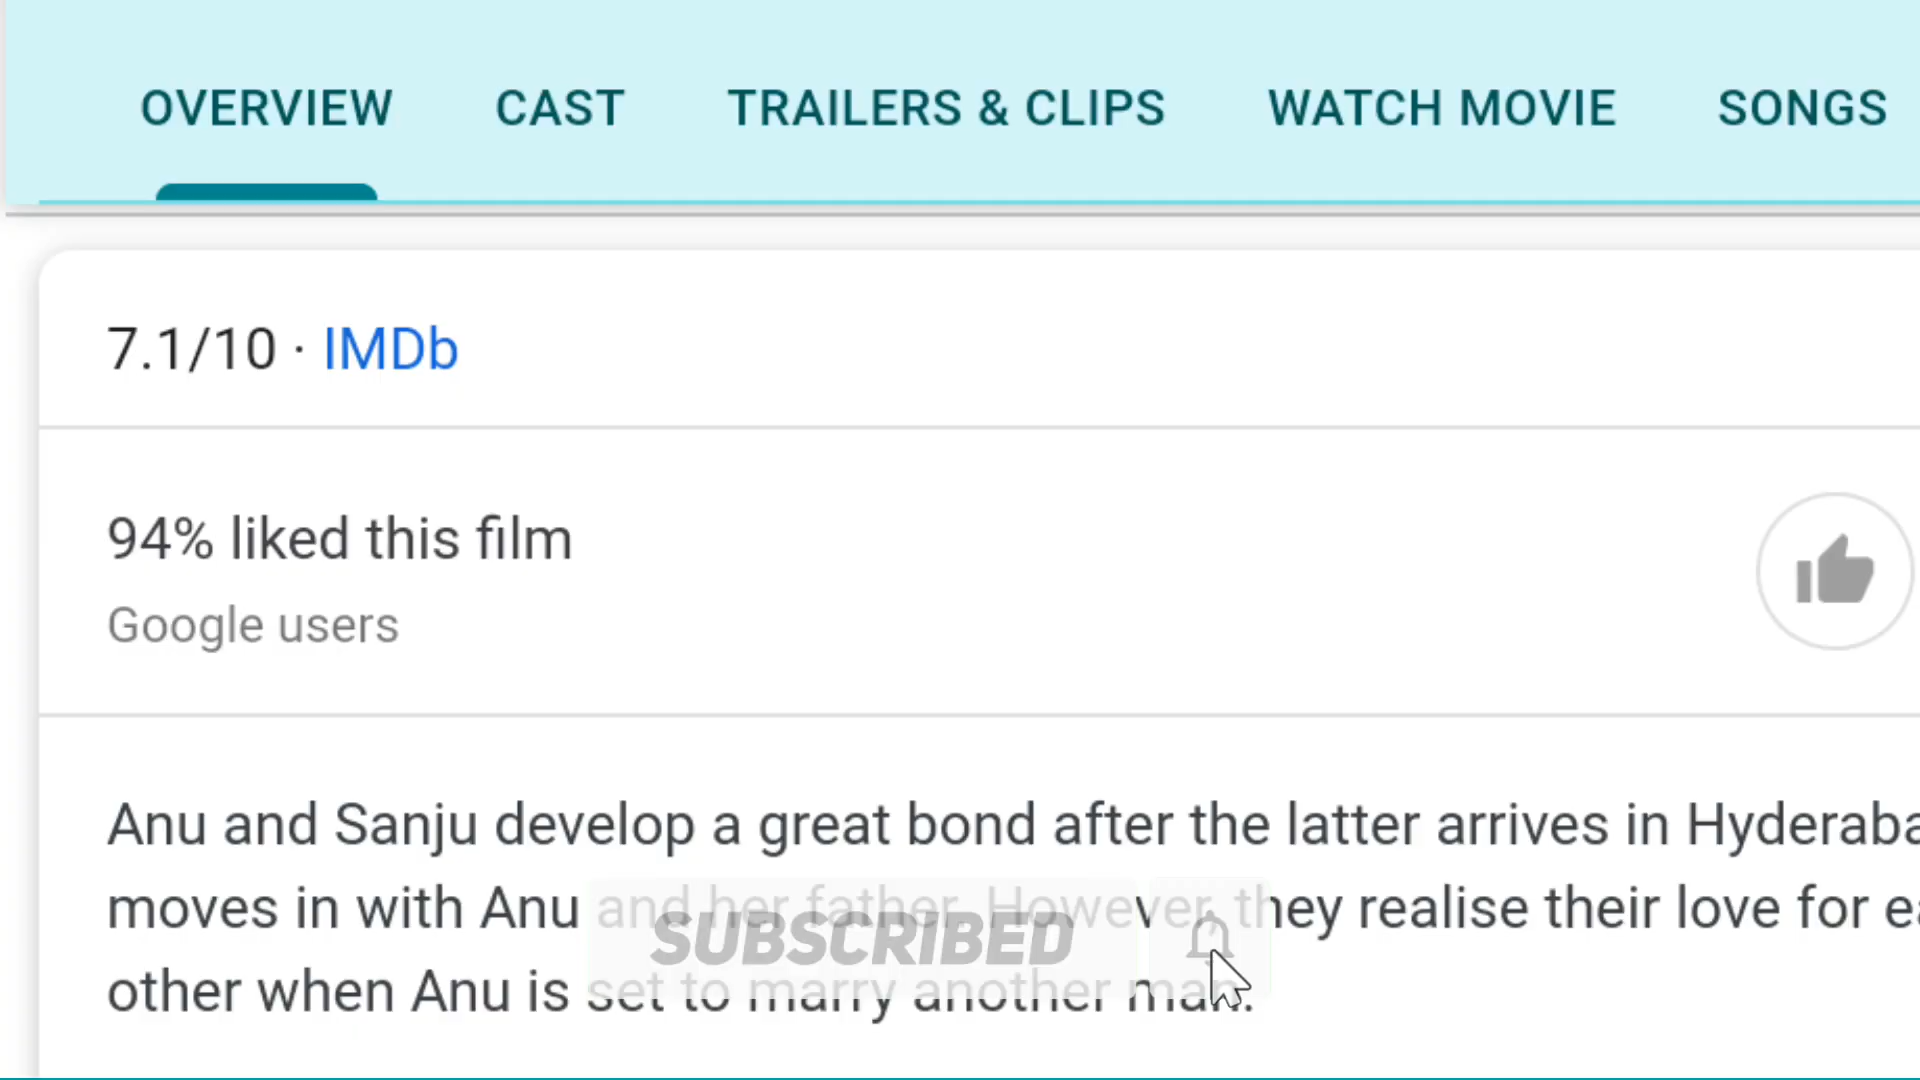 OVERVIEW CAST TRAILERS & CLIPS WATCH MOVIE SONGS
7.1/10 · IMDb
94% liked this film
Google users
Anu and Sanju develop a great bond after the latter arrives in Hyderaba
moves in with Anu and her father. However, they realise their love for ea
SUBSCRIBED
other when Anu is set to marry another man.